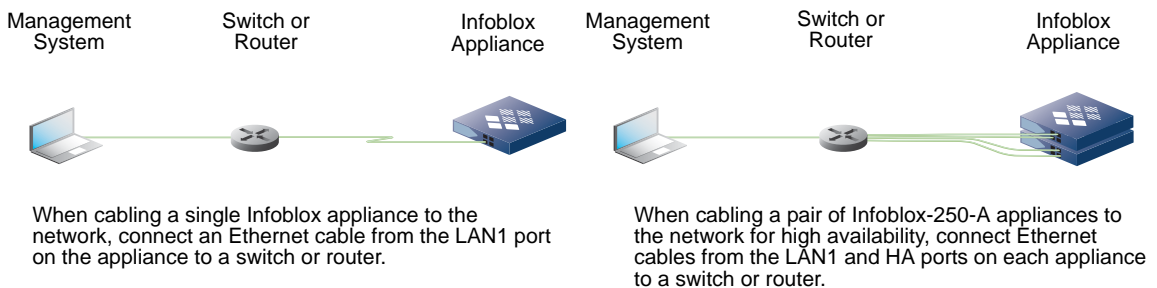 Management
System
Switch or
Router
Infoblox
Appliance
When cabling a single Infoblox appliance to the
network, connect an Ethernet cable from the LAN1 port
on the appliance to a switch or router.
Management
System
Switch or
Router
Infoblox
Appliance
When cabling a pair of Infoblox-250-A appliances to
the network for high availability, connect Ethernet
cables from the LAN1 and HA ports on each appliance
to a switch or router.